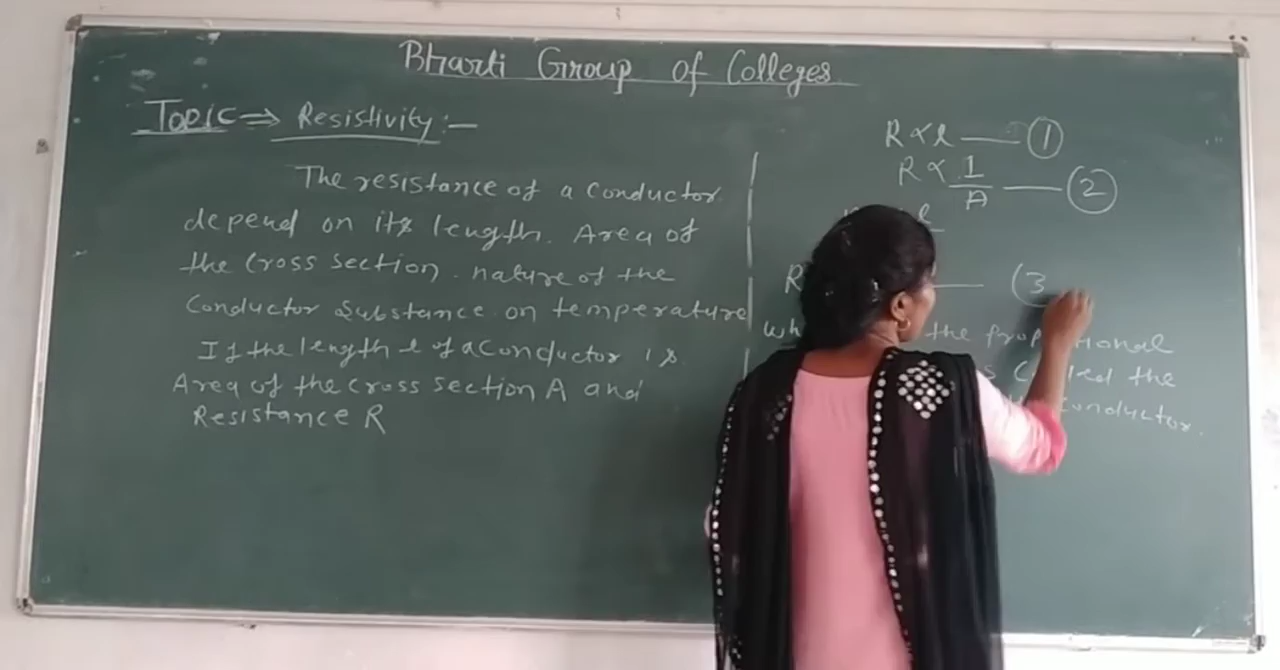 Bharti Group of Colleges
TOPIC ⇒ Resistivity :-
The resistance of a conductor
depend on its length. Area of
the cross section. nature of the
conductor substance. on temperature
If the length l of a conductor is
Area of the cross section A and
Resistance R
R ∝ l —— 1
R ∝ 1/A —— 2
l
R —— (3
the
called the
conductor.